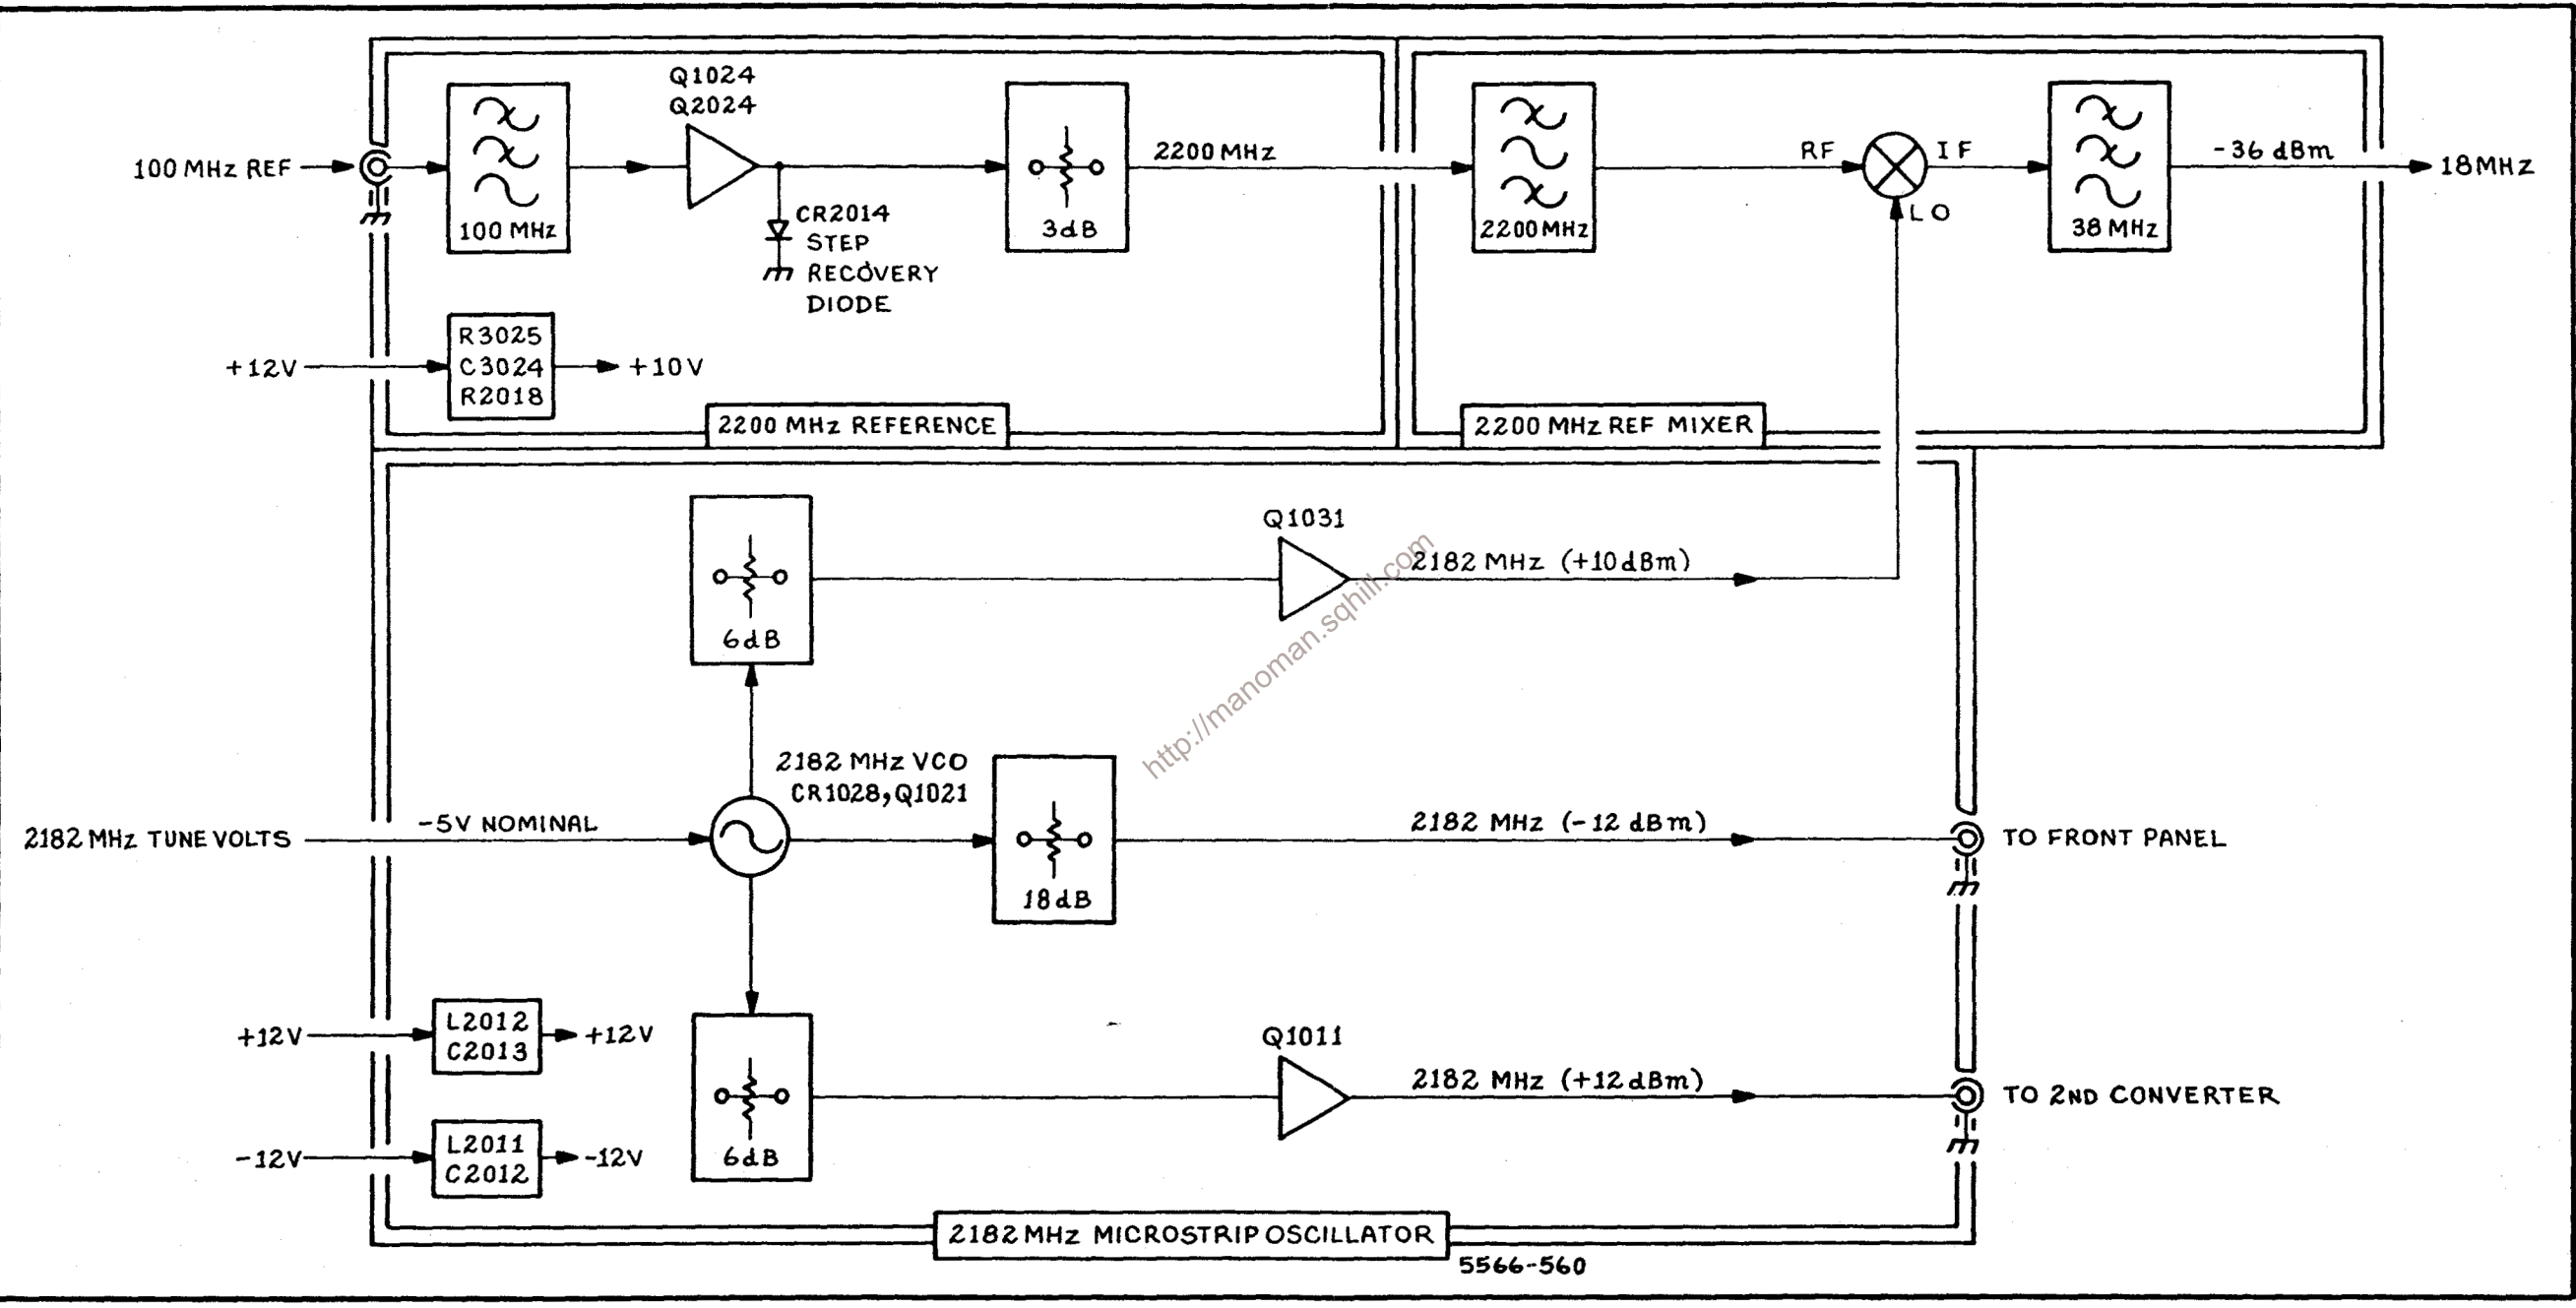 100 MHz REF
100 MHz
Q1024
Q2024
CR2014
STEP
RECOVERY
DIODE
3dB
2200 MHz
2200 MHz
RF
IF
LO
38 MHz
-36 dBm
18MHz
+12V
R3025
C3024
R2018
+10V
2200 MHz REFERENCE
2200 MHz REF MIXER
6dB
Q1031
2182 MHz (+10dBm)
2182 MHz TUNE VOLTS
-5V NOMINAL
2182 MHz VCO
CR1028,Q1021
18dB
2182 MHz (-12 dBm)
TO FRONT PANEL
+12V
L2012
C2013
+12V
-12V
L2011
C2012
-12V
6dB
Q1011
2182 MHz (+12dBm)
TO 2ND CONVERTER
2182 MHz MICROSTRIP OSCILLATOR
5566-560
http://manoman.sqhill.com